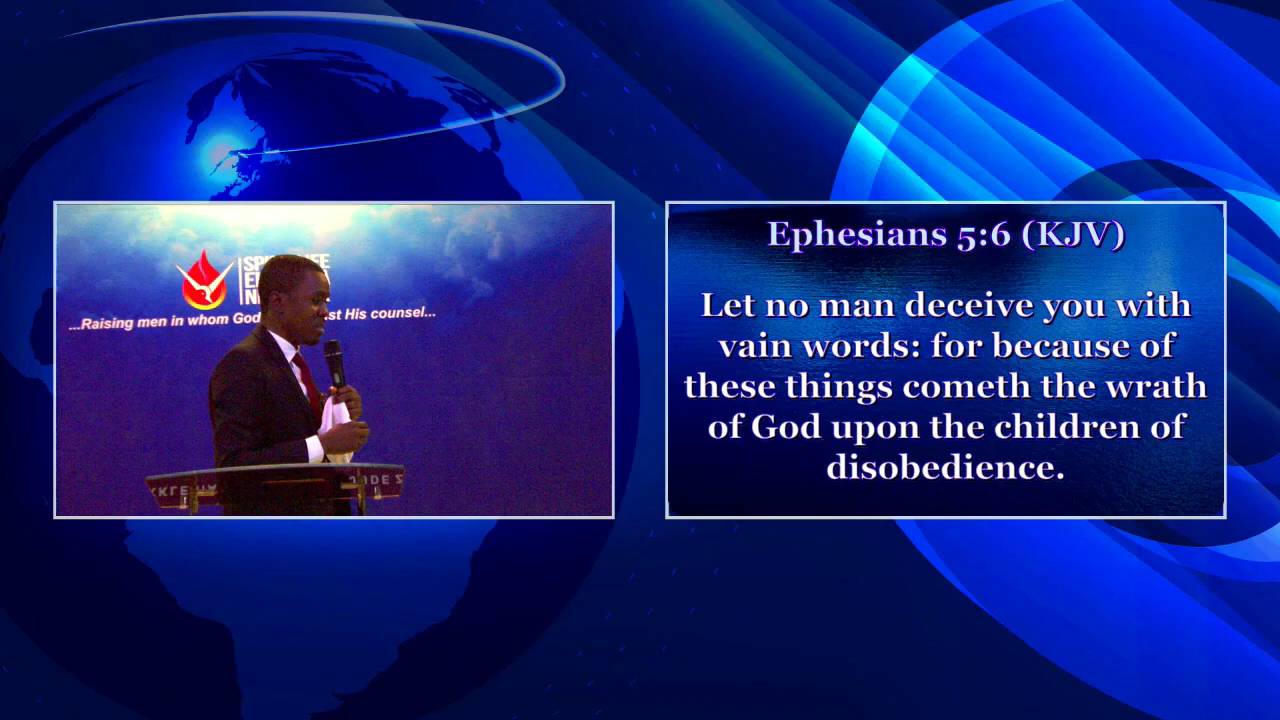 ...Raising men in whom God st His counsel...
Ephesians 5:6 (KJV)
Let no man deceive you with
vain words: for because of
these things cometh the wrath
of God upon the children of
disobedience.